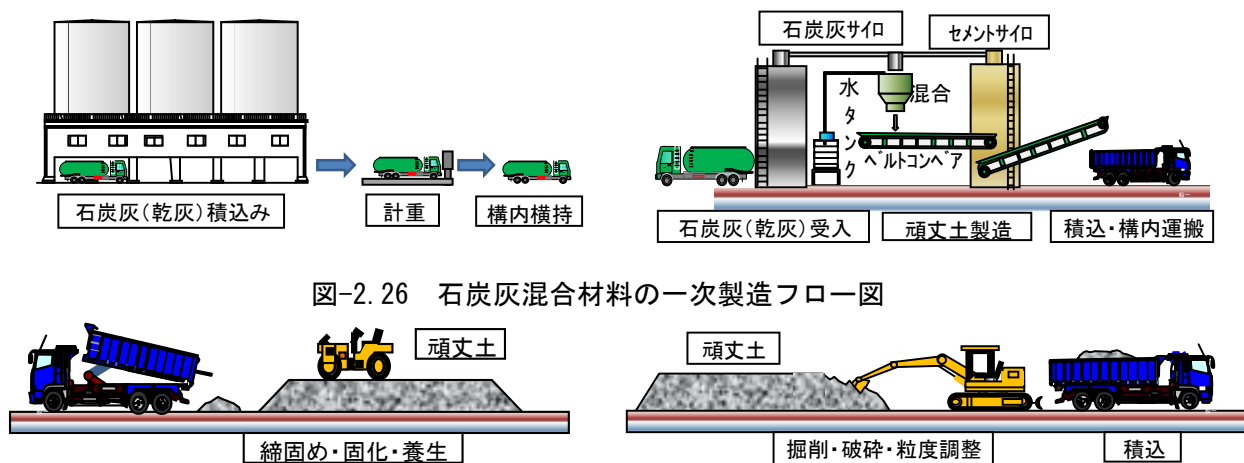 石炭灰サイロ
セメントサイロ
水タンク
混合
ベルトコンベア
石炭灰(乾灰)積込み
計重
構内横持
石炭灰(乾灰)受入
頑丈土製造
積込・構内運搬
図-2.26 石炭灰混合材料の一次製造フロー図
頑丈土
頑丈土
締固め・固化・養生
掘削・破砕・粒度調整
積込